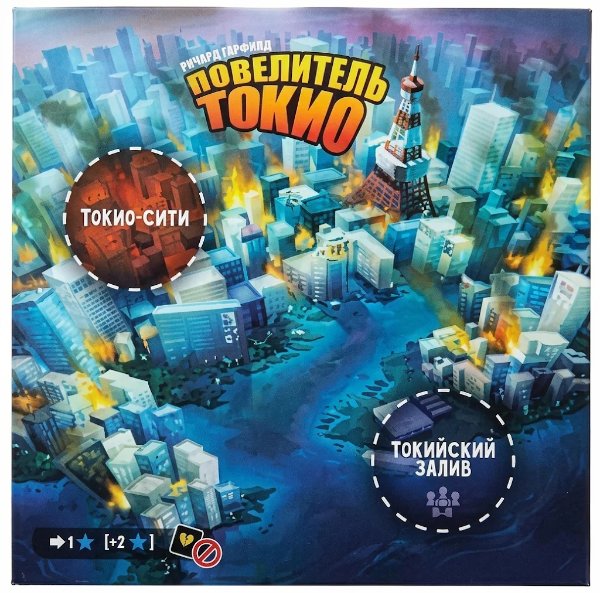 РИЧАРД ГАРФИЛД
ПОВЕЛИТЕЛЬ
ТОКИО
ТОКИО-СИТИ
ТОКИЙСКИЙ
ЗАЛИВ
1 [+2 ]